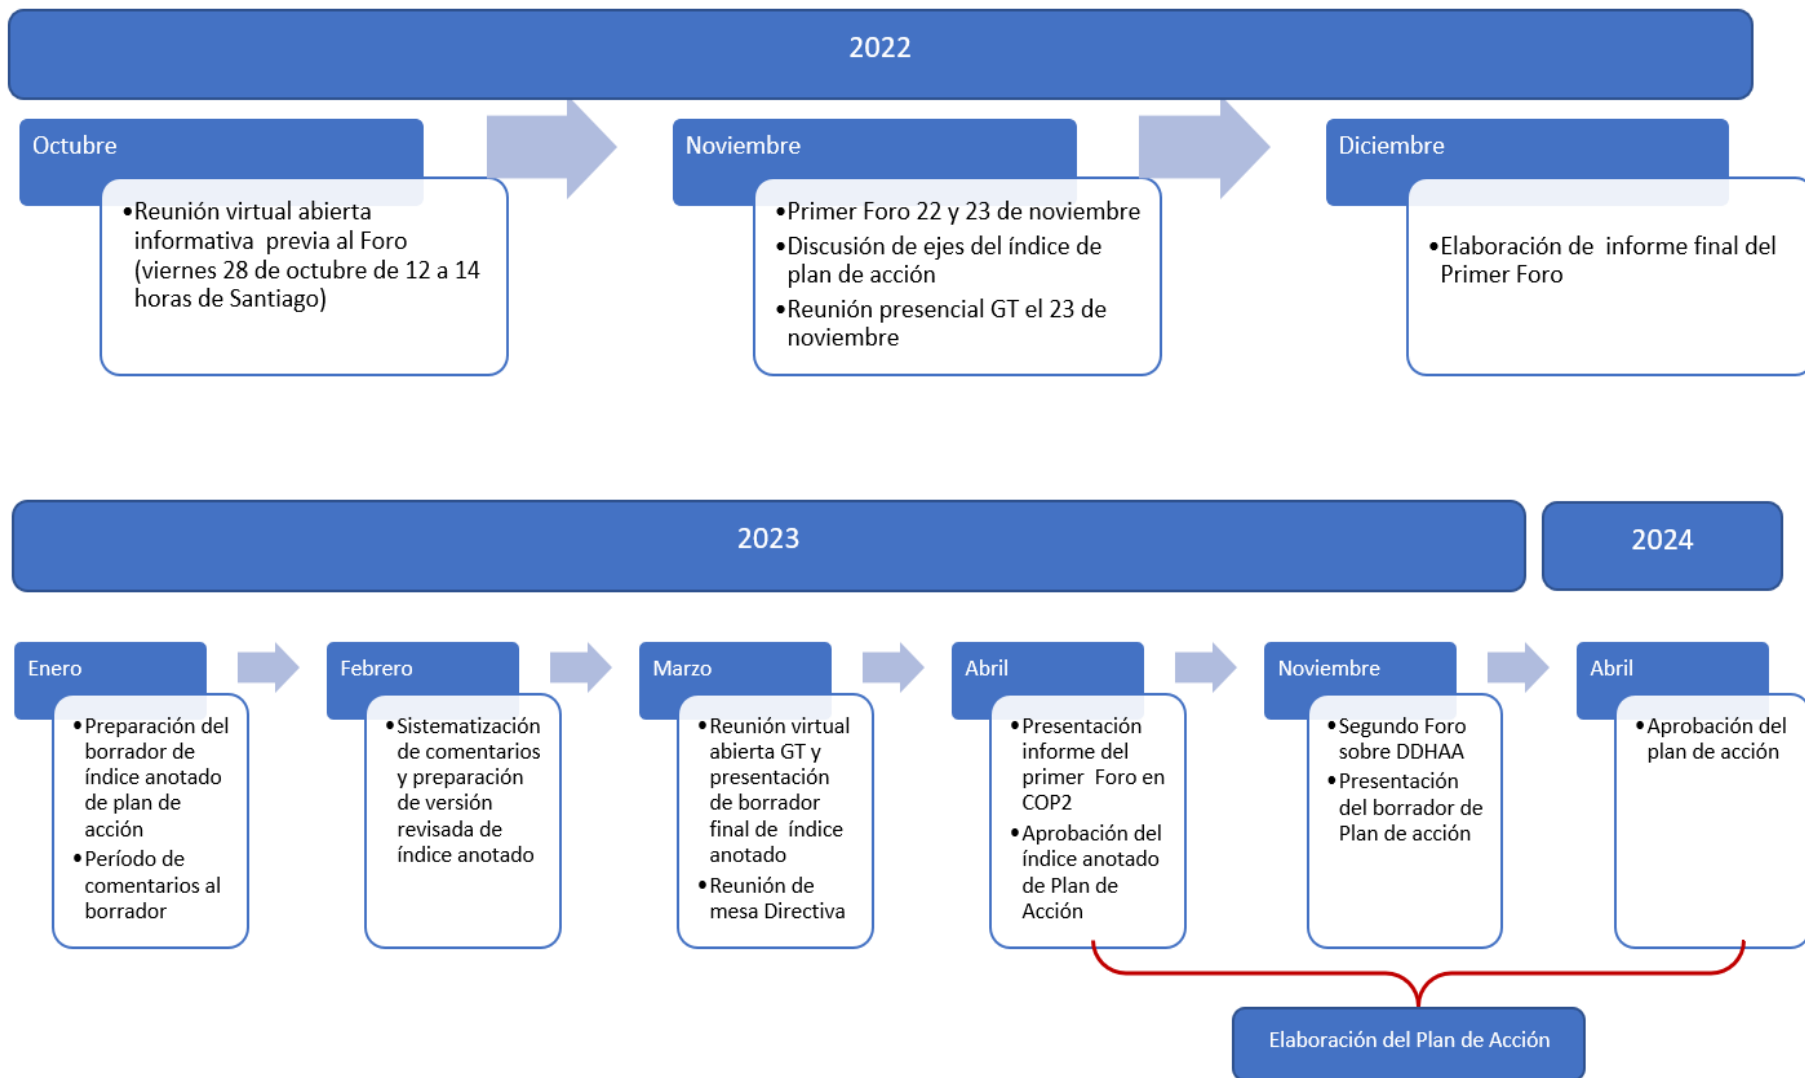 2022
Octubre
•Reunión virtual abierta
informativa  previa al Foro
(viernes 28 de octubre de 12 a 14
horas de Santiago)
Noviembre
•Primer Foro 22 y 23 de noviembre
•Discusión de ejes del índice de
plan de acción
•Reunión presencial GT el 23 de
noviembre
Diciembre
•Elaboración de  informe final del
Primer Foro
2023
2024
Enero
•Preparación del
borrador de
índice anotado
de plan de
acción
•Período de
comentarios al
borrador
Febrero
•Sistematización
de comentarios
y preparación
de versión
revisada de
índice anotado
Marzo
•Reunión virtual
abierta GT y
presentación
de borrador
final de  índice
anotado
•Reunión de
mesa Directiva
Abril
•Presentación
informe del
primer  Foro en
COP2
•Aprobación del
índice anotado
de Plan de
Acción
Noviembre
•Segundo Foro
sobre DDHAA
•Presentación
del borrador de
Plan de acción
Abril
•Aprobación del
plan de acción
Elaboración del Plan de Acción